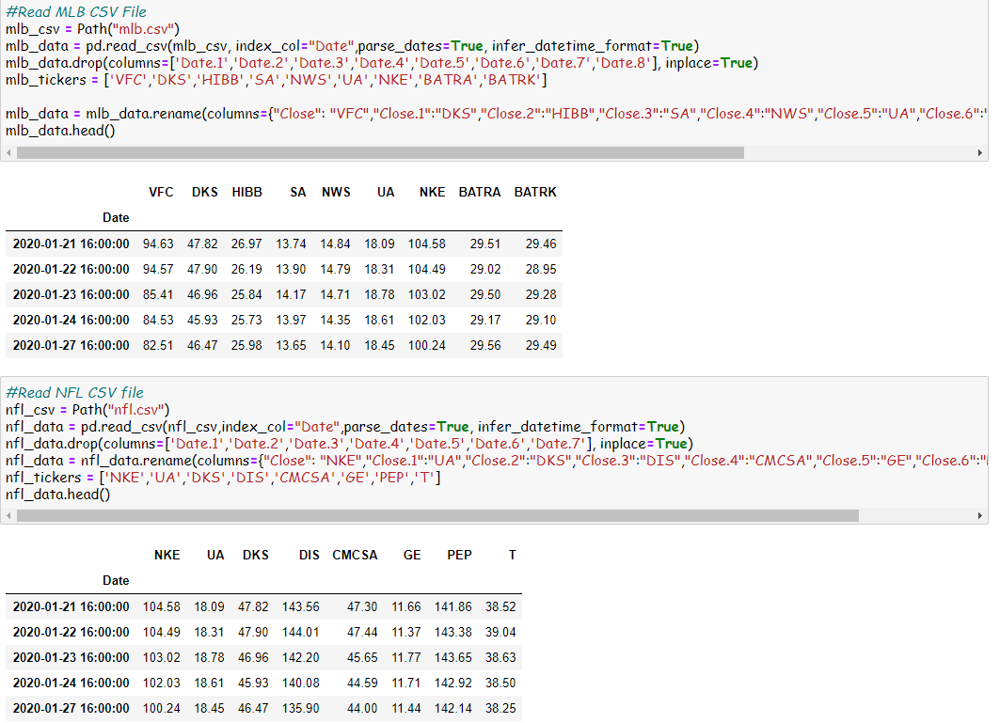 #Read MLB CSV File
mlb_csv = Path("mlb.csv")
mlb_data = pd.read_csv(mlb_csv, index_col="Date",parse_dates=True, infer_datetime_format=True)
mlb_data.drop(columns=['Date.1','Date.2','Date.3','Date.4','Date.5','Date.6','Date.7','Date.8'], inplace=True)
mlb_tickers = ['VFC','DKS','HIBB','SA','NWS','UA','NKE','BATRA','BATRK']
mlb_data = mlb_data.rename(columns={"Close": "VFC","Close.1":"DKS","Close.2":"HIBB","Close.3":"SA","Close.4":"NWS","Close.5":"UA","Close.6":"
mlb_data.head()
VFC DKS HIBB SA NWS UA NKE BATRA BATRK
Date
2020-01-21 16:00:00 94.63 47.82 26.97 13.74 14.84 18.09 104.58 29.51 29.46
2020-01-22 16:00:00 94.57 47.90 26.19 13.90 14.79 18.31 104.49 29.02 28.95
2020-01-23 16:00:00 85.41 46.96 25.84 14.17 14.71 18.78 103.02 29.50 29.28
2020-01-24 16:00:00 84.53 45.93 25.73 13.97 14.35 18.61 102.03 29.17 29.10
2020-01-27 16:00:00 82.51 46.47 25.98 13.65 14.10 18.45 100.24 29.56 29.49
#Read NFL CSV file
nfl_csv = Path("nfl.csv")
nfl_data = pd.read_csv(nfl_csv,index_col="Date",parse_dates=True, infer_datetime_format=True)
nfl_data.drop(columns=['Date.1','Date.2','Date.3','Date.4','Date.5','Date.6','Date.7'], inplace=True)
nfl_data = nfl_data.rename(columns={"Close": "NKE","Close.1":"UA","Close.2":"DKS","Close.3":"DIS","Close.4":"CMCSA","Close.5":"GE","Close.6":"
nfl_tickers = ['NKE','UA','DKS','DIS','CMCSA','GE','PEP','T']
nfl_data.head()
NKE UA DKS DIS CMCSA GE PEP T
Date
2020-01-21 16:00:00 104.58 18.09 47.82 143.56 47.30 11.66 141.86 38.52
2020-01-22 16:00:00 104.49 18.31 47.90 144.01 47.44 11.37 143.38 39.04
2020-01-23 16:00:00 103.02 18.78 46.96 142.20 45.65 11.77 143.65 38.63
2020-01-24 16:00:00 102.03 18.61 45.93 140.08 44.59 11.71 142.92 38.50
2020-01-27 16:00:00 100.24 18.45 46.47 135.90 44.00 11.44 142.14 38.25